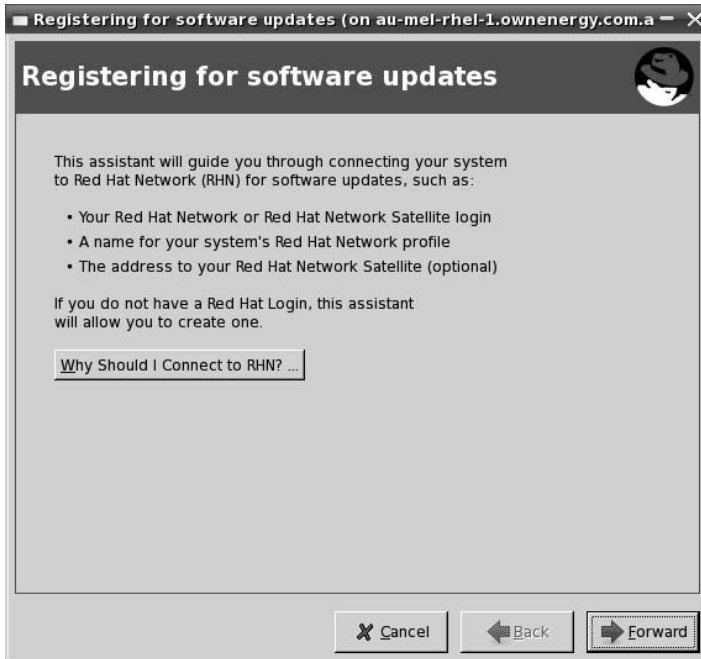 Registering for software updates (on au-mel-rhel-1.ownenergy.com.a
Registering for software updates
This assistant will guide you through connecting your system
to Red Hat Network (RHN) for software updates, such as:
• Your Red Hat Network or Red Hat Network Satellite login
• A name for your system's Red Hat Network profile
• The address to your Red Hat Network Satellite (optional)
If you do not have a Red Hat Login, this assistant
will allow you to create one.
Why Should I Connect to RHN? ...
Cancel
Back
Forward